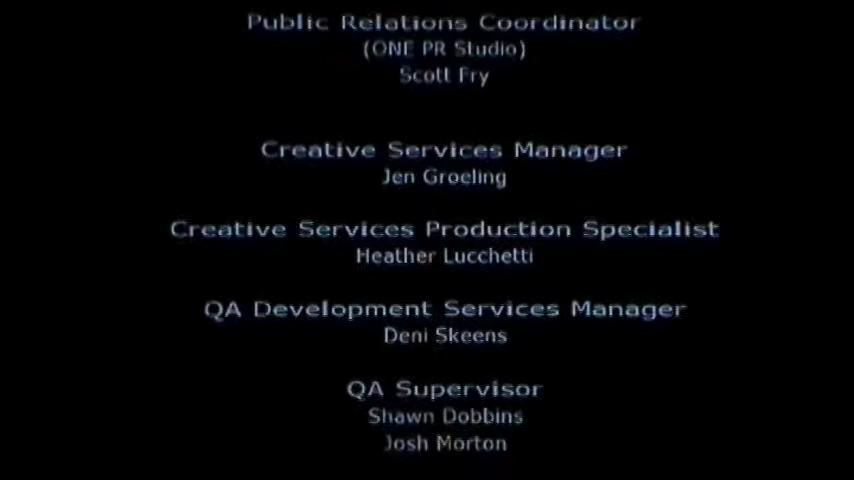 Public Relations Coordinator
(ONE PR Studio)
Scott Fry
Creative Services Manager
Jen Groeling
Creative Services Production Specialist
Heather Lucchetti
QA Development Services Manager
Deni Skeens
QA Supervisor
Shawn Dobbins
Josh Morton